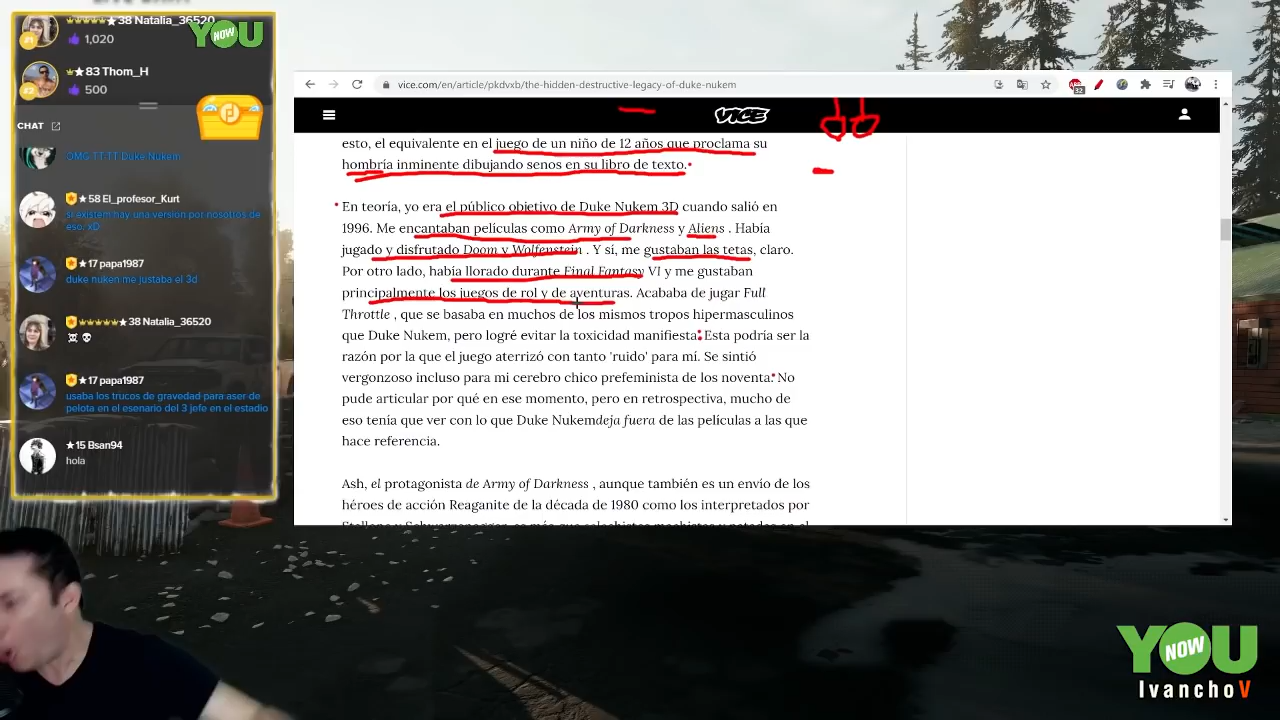 38 Natalia_36520
1,020
YOU
NOW
83 Thom_H
500
CHAT
OMG TT TT Duke Nukem
58 El_profesor_Kurt
si existem hay una version por nosotros de
eso: xD
17 papa1987
duke nuken me justaba el 3d
38 Natalia_36520
17 papa1987
usaba los trucos de gravedad para aser de
pelota en el esenario del 3 jefe en el estadio
15 Bsan94
hola
vice.com/en/article/pkdvxb/the-hidden-destructive-legacy-of-duke-nukem
32
VICE
esto, el equivalente en el juego de un niño de 12 años que proclama su
hombría inminente dibujando senos en su libro de texto.
En teoría, yo era el público objetivo de Duke Nukem 3D cuando salió en
1996. Me encantaban películas como Army of Darkness y Aliens . Había
jugado y disfrutado Doom y Wolfenstein . Y sí, me gustaban las tetas, claro.
Por otro lado, había llorado durante Final Fantasy VI y me gustaban
principalmente los juegos de rol y de aventuras. Acababa de jugar Full
Throttle , que se basaba en muchos de los mismos tropos hipermasculinos
que Duke Nukem, pero logré evitar la toxicidad manifiesta. Esta podría ser la
razón por la que el juego aterrizó con tanto 'ruido' para mí. Se sintió
vergonzoso incluso para mi cerebro chico prefeminista de los noventa. No
pude articular por qué en ese momento, pero en retrospectiva, mucho de
eso tenía que ver con lo que Duke Nukemdeja fuera de las películas a las que
hace referencia.
Ash, el protagonista de Army of Darkness , aunque también es un envío de los
héroes de acción Reaganite de la década de 1980 como los interpretados por
YOU
NOW
IvanchoV